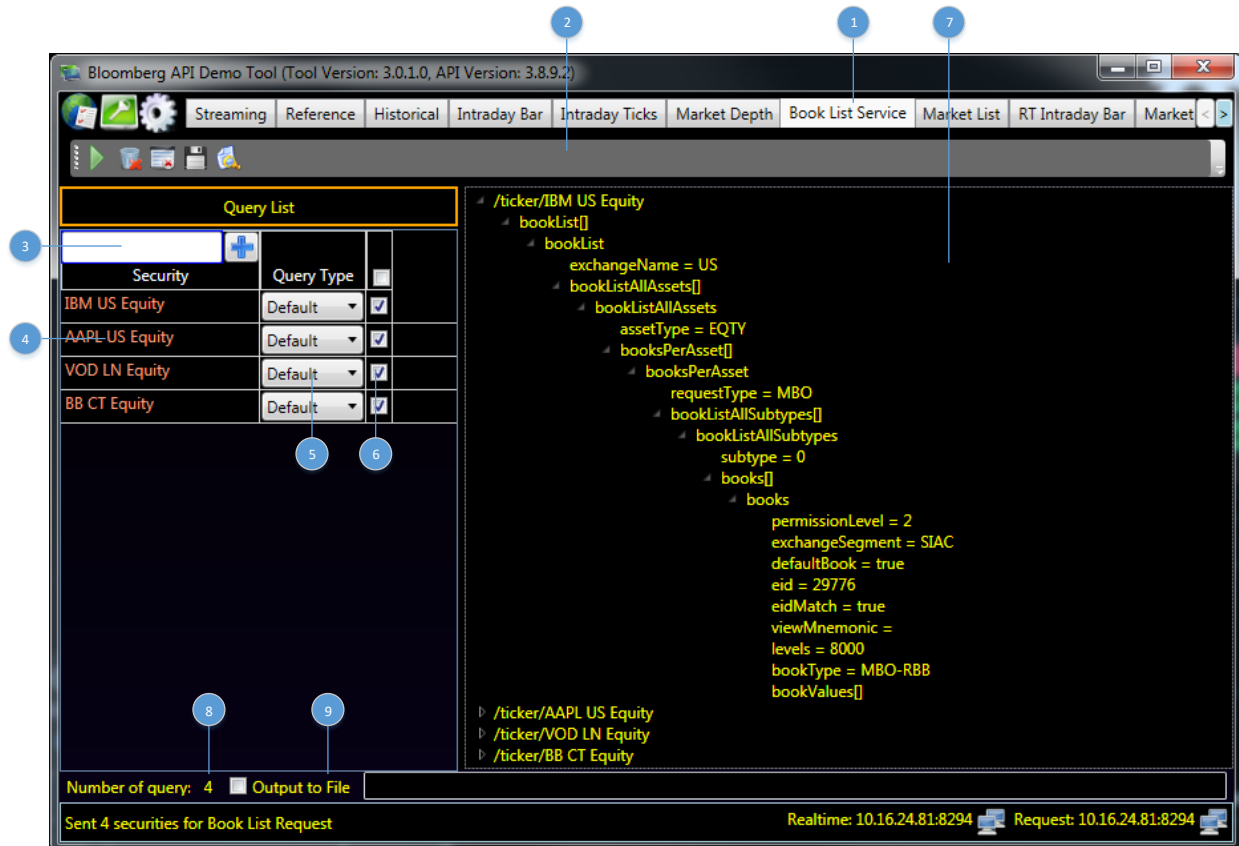 2
1
7
Bloomberg API Demo Tool (Tool Version: 3.0.1.0, API Version: 3.8.9.2)
Streaming Reference Historical Intraday Bar Intraday Ticks Market Depth Book List Service Market List RT Intraday Bar Market < >
Query List
3
Security Query Type
IBM US Equity Default
4
AAPL US Equity Default
VOD LN Equity Default
BB CT Equity Default
5
6
/ticker/IBM US Equity
bookList[]
bookList
exchangeName = US
bookListAllAssets[]
bookListAllAssets
assetType = EQTY
booksPerAsset[]
booksPerAsset
requestType = MBO
bookListAllSubtypes[]
bookListAllSubtypes
subtype = 0
books[]
books
permissionLevel = 2
exchangeSegment = SIAC
defaultBook = true
eid = 29776
eidMatch = true
viewMnemonic =
levels = 8000
bookType = MBO-RBB
bookValues[]
/ticker/AAPL US Equity
/ticker/VOD LN Equity
/ticker/BB CT Equity
8
9
Number of query: 4 Output to File
Sent 4 securities for Book List Request Realtime: 10.16.24.81:8294 Request: 10.16.24.81:8294